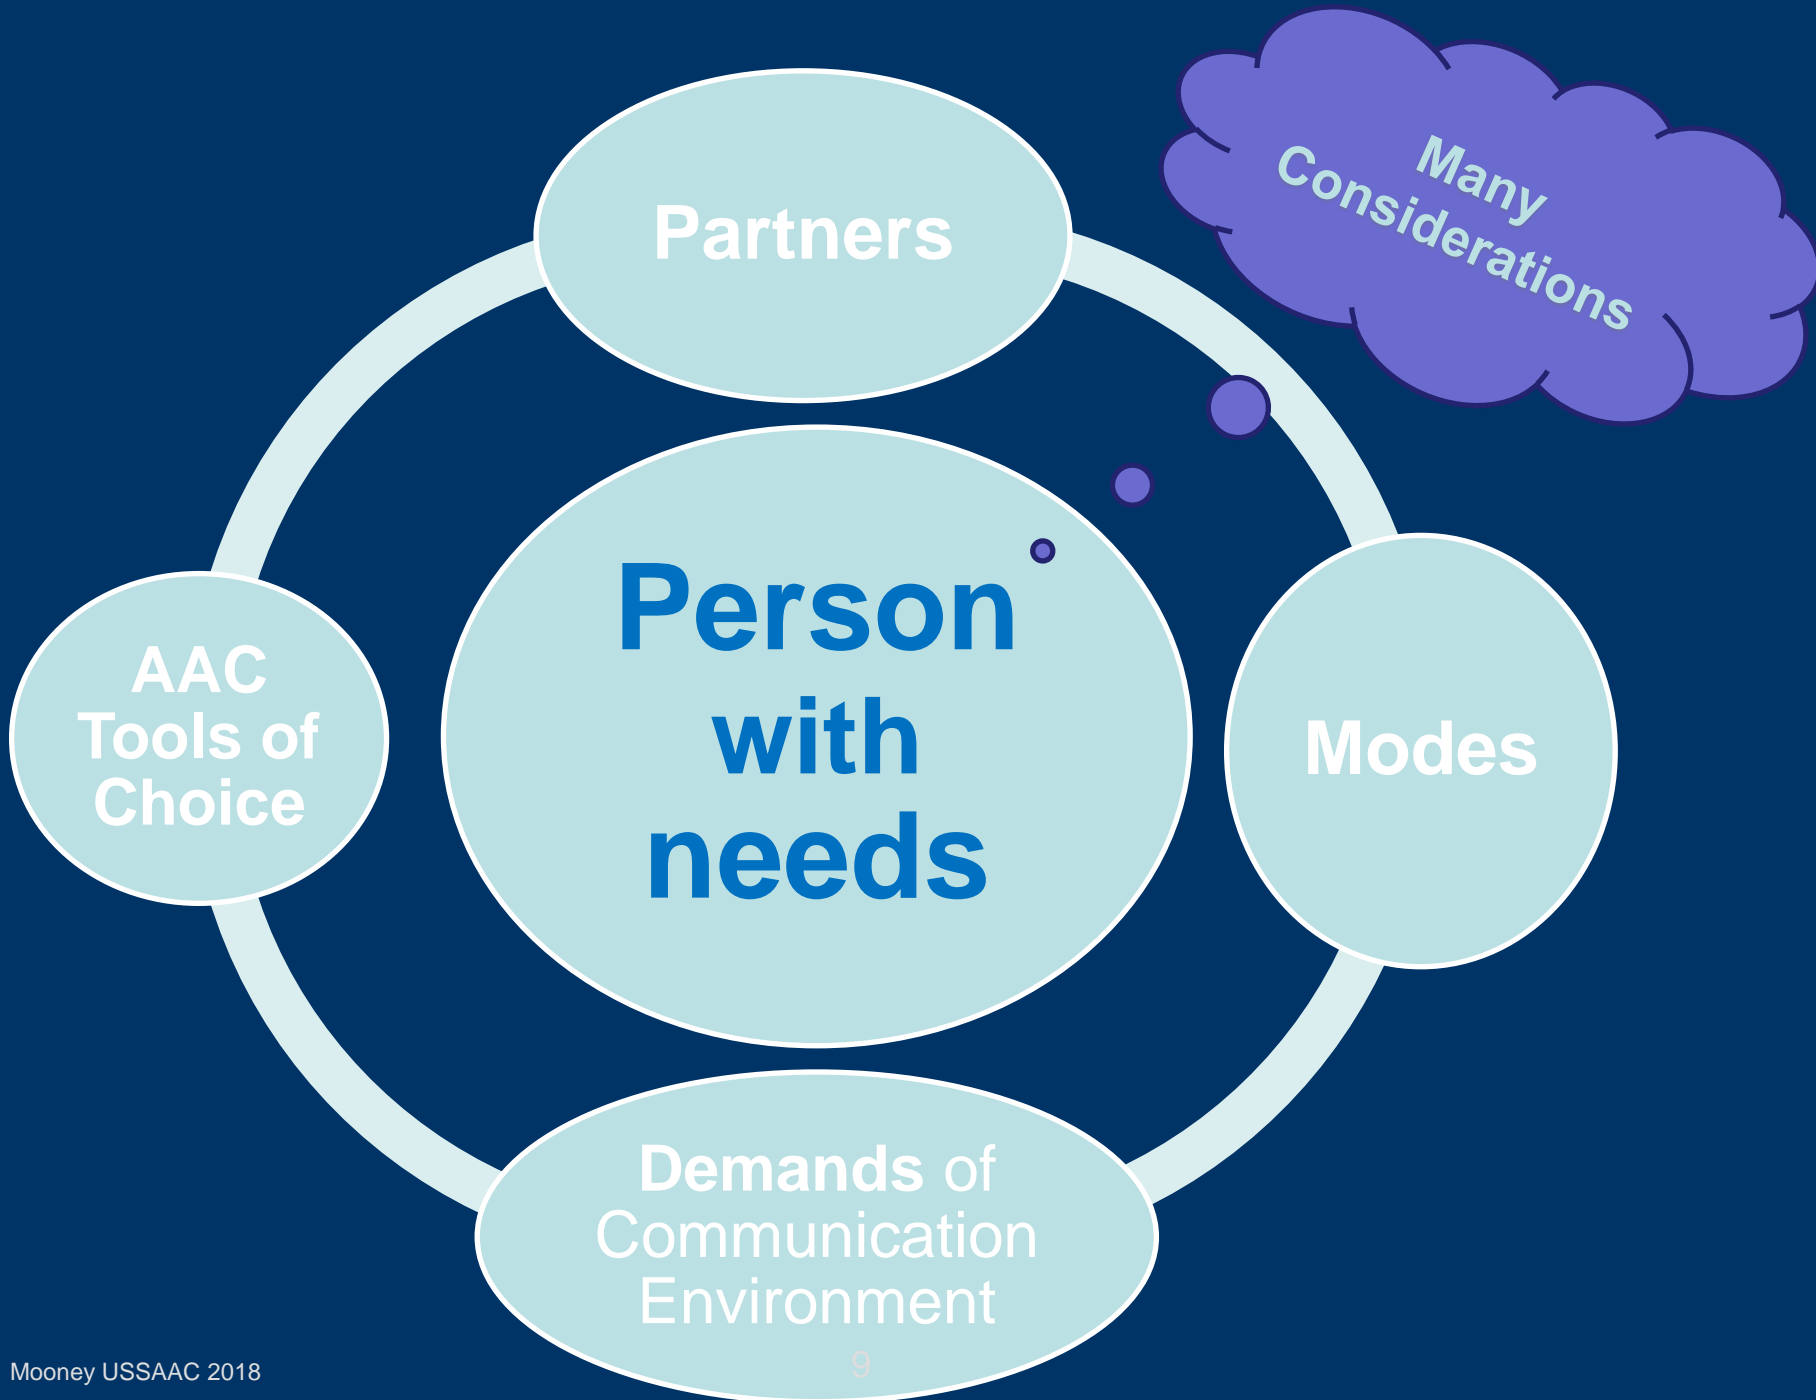 Many
Considerations
Partners
Person
with
needs
AAC
Tools of
Choice
Modes
Demands of
Communication
Environment
Mooney USSAAC 2018
9